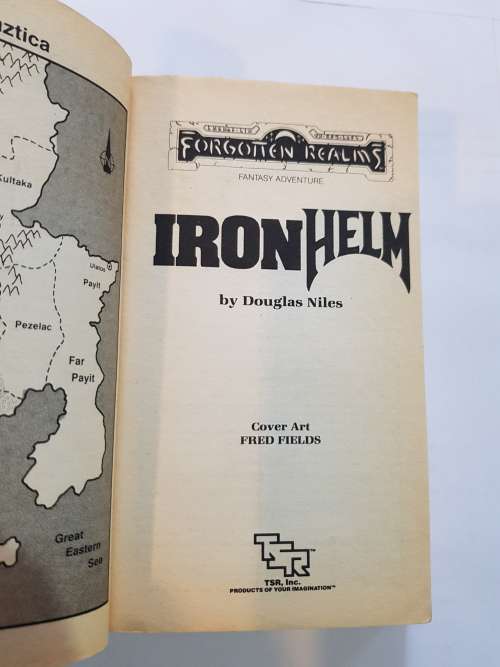 ztica
Kultaka
Ulatos
Payit
Pezelac
Far
Payit
Great
Eastern
Sea
FORGOTTEN REALMS
FANTASY ADVENTURE
IRONHELM
by Douglas Niles
Cover Art
FRED FIELDS
TSR™
TSR, Inc.
PRODUCTS OF YOUR IMAGINATION™